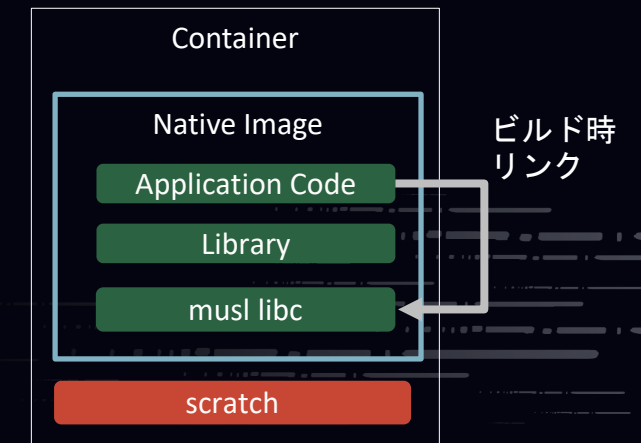 Container
Native Image
Application Code
Library
musl libc
scratch
ビルド時
リンク